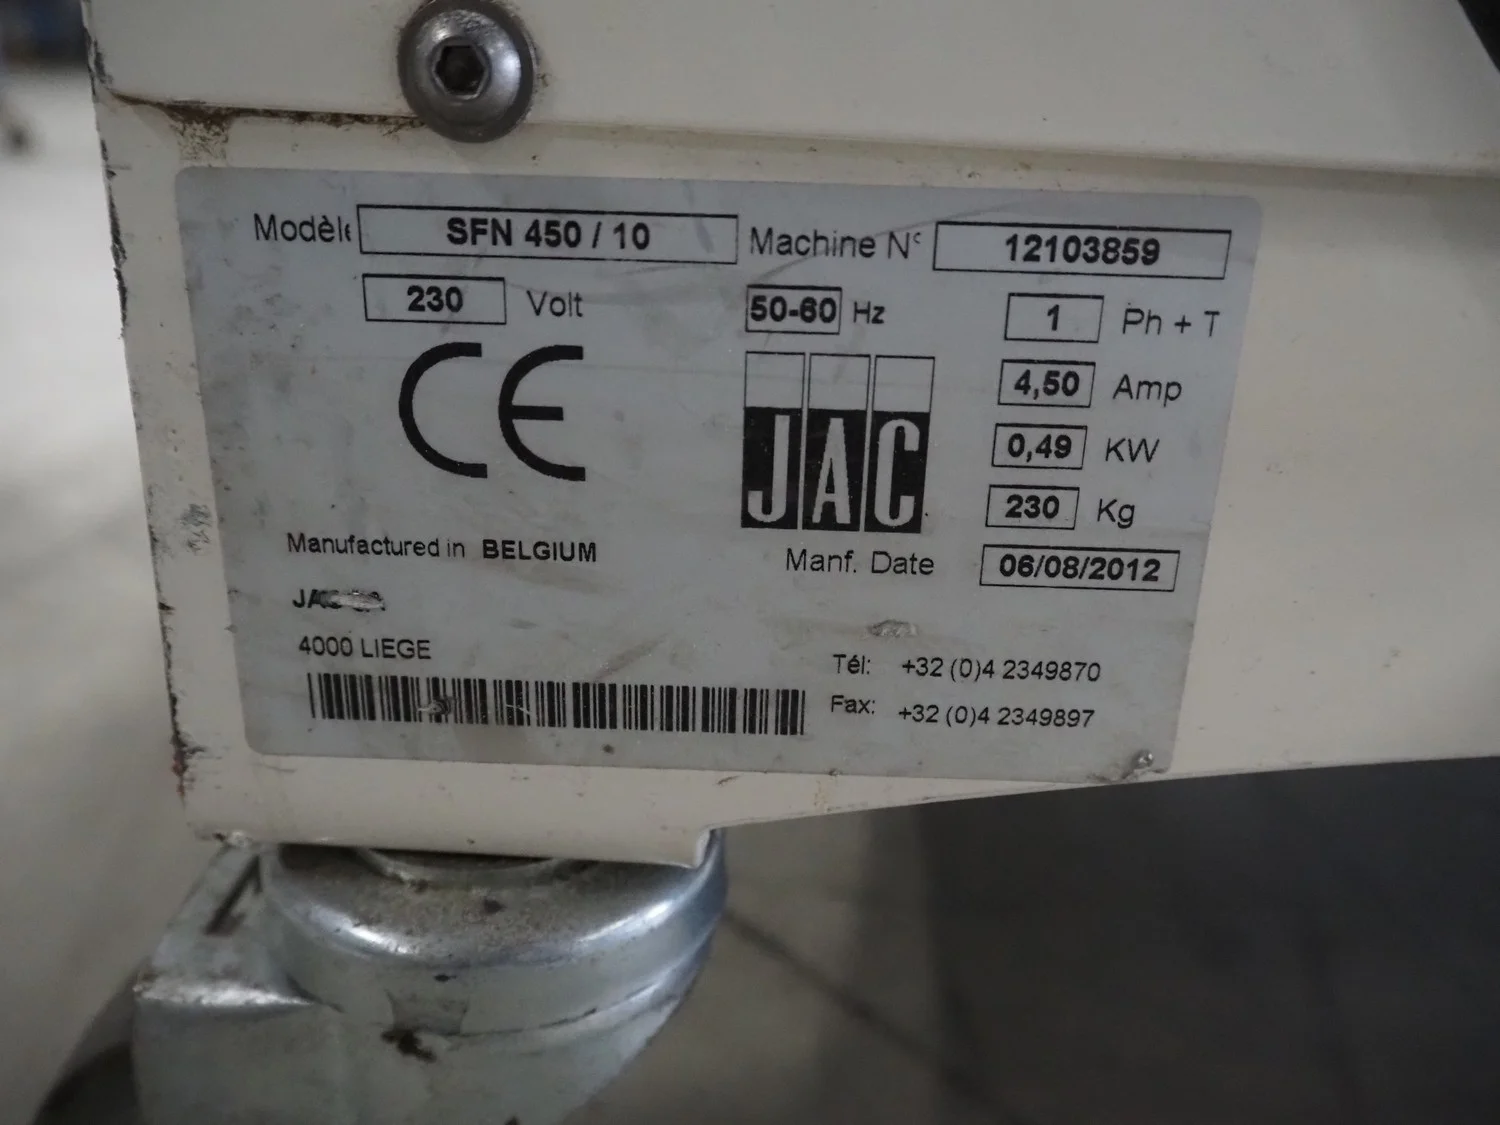 Modèle SFN 450 / 10 Machine N° 12103859
230 Volt 50-60 Hz 1 Ph + T
CE
JAC
4,50 Amp
0,49 KW
230 Kg
Manufactured in BELGIUM
Manf. Date 06/08/2012
4000 LIEGE
Tél: +32 (0)4 2349870
Fax: +32 (0)4 2349897